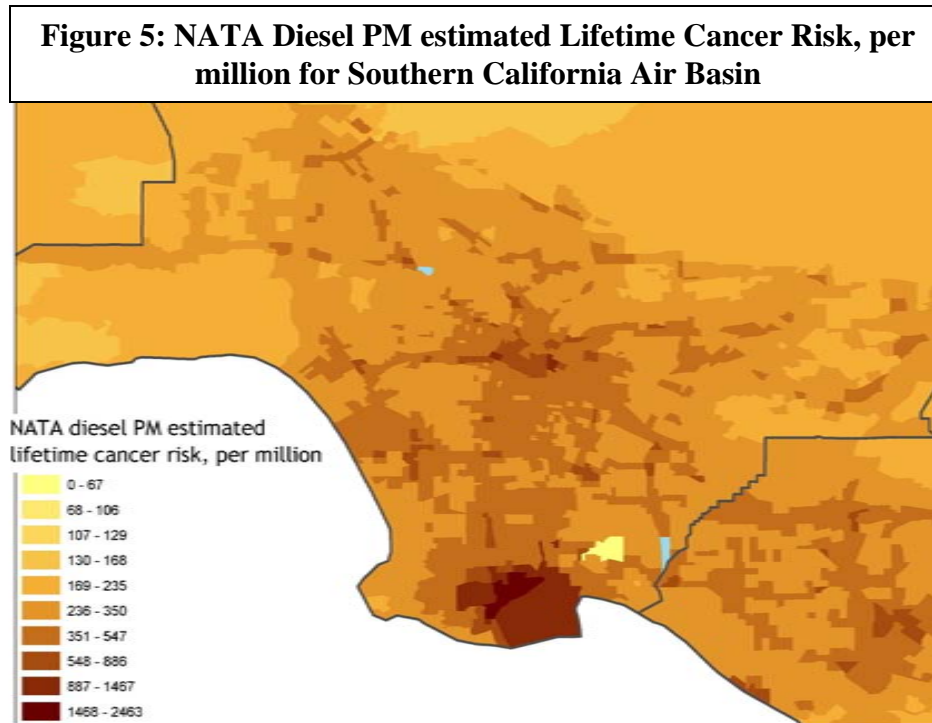 Figure 5: NATA Diesel PM estimated Lifetime Cancer Risk, per
million for Southern California Air Basin
NATA diesel PM estimated
lifetime cancer risk, per million
0 - 67
68 - 106
107 - 129
130 - 168
169 - 235
236 - 350
351 - 547
548 - 886
887 - 1467
1468 - 2463